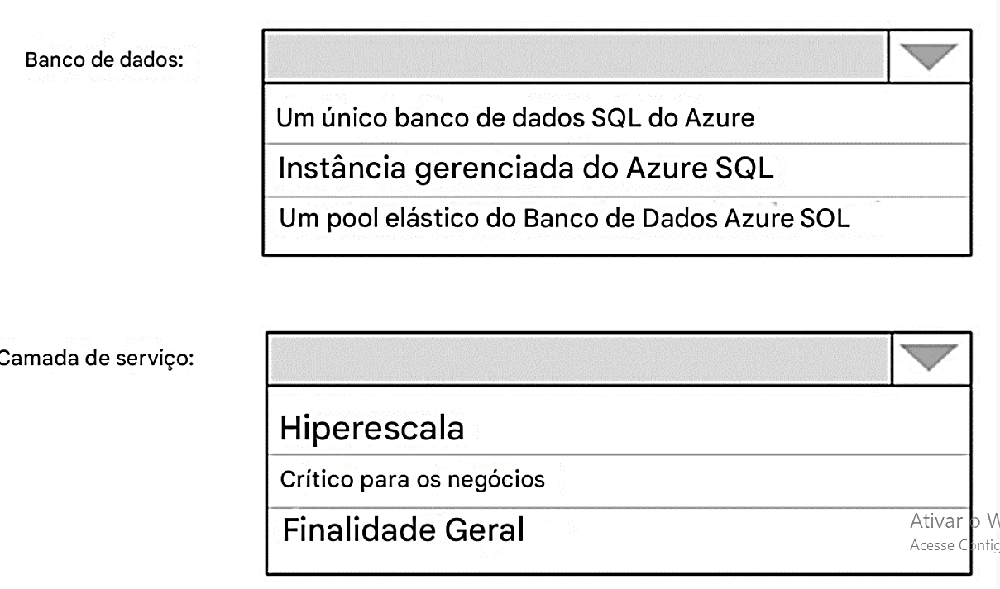 Banco de dados:
Um único banco de dados SQL do Azure
Instância gerenciada do Azure SQL
Um pool elástico do Banco de Dados Azure SOL
Camada de serviço:
Hiperescala
Crítico para os negócios
Finalidade Geral
Ativar o W
Acesse Config